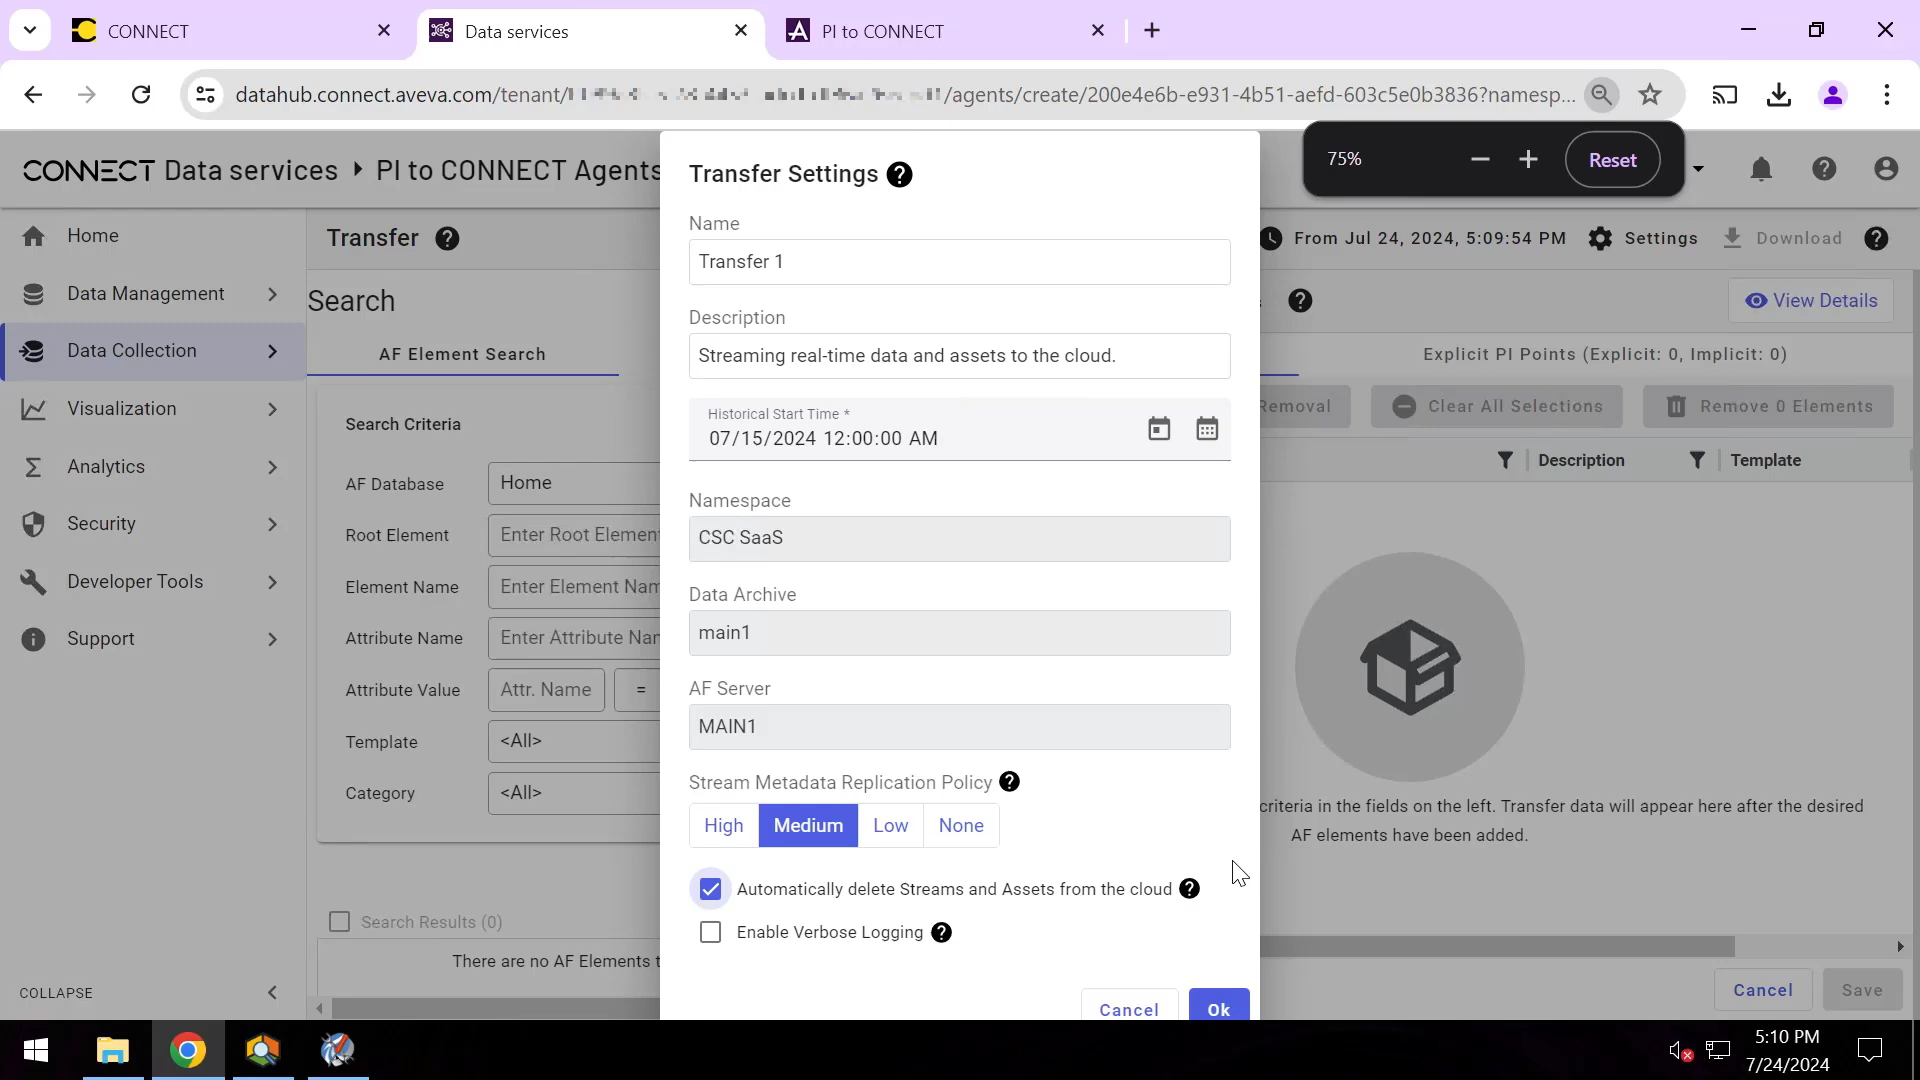 CONNECT
Data services
PI to CONNECT
datahub.connect.aveva.com/tenant/
/agents/create/200e4e6b-e931-4b51-aefd-603c5e0b3836?namesp...
75%
Reset
CONNECT Data services
PI to CONNECT Agents
Home
Data Management
Data Collection
Visualization
Analytics
Security
Developer Tools
Support
COLLAPSE
Transfer
From Jul 24, 2024, 5:09:54 PM
Settings
Download
Search
AF Element Search
Search Criteria
AF Database
Home
Root Element
Enter Root Elemen
Element Name
Enter Element Nam
Attribute Name
Enter Attribute Nar
Attribute Value
Attr. Name
=
Template
<All>
Category
<All>
Search Results (0)
There are no AF Elements t
Transfer Settings
Name
Transfer 1
Description
Streaming real-time data and assets to the cloud.
Historical Start Time *
07/15/2024 12:00:00 AM
Namespace
CSC SaaS
Data Archive
main1
AF Server
MAIN1
Stream Metadata Replication Policy
High
Medium
Low
None
Automatically delete Streams and Assets from the cloud
Enable Verbose Logging
Cancel
Ok
View Details
Explicit PI Points (Explicit: 0, Implicit: 0)
Removal
Clear All Selections
Remove 0 Elements
Description
Template
criteria in the fields on the left. Transfer data will appear here after the desired
AF elements have been added.
Cancel
Save
5:10 PM
7/24/2024